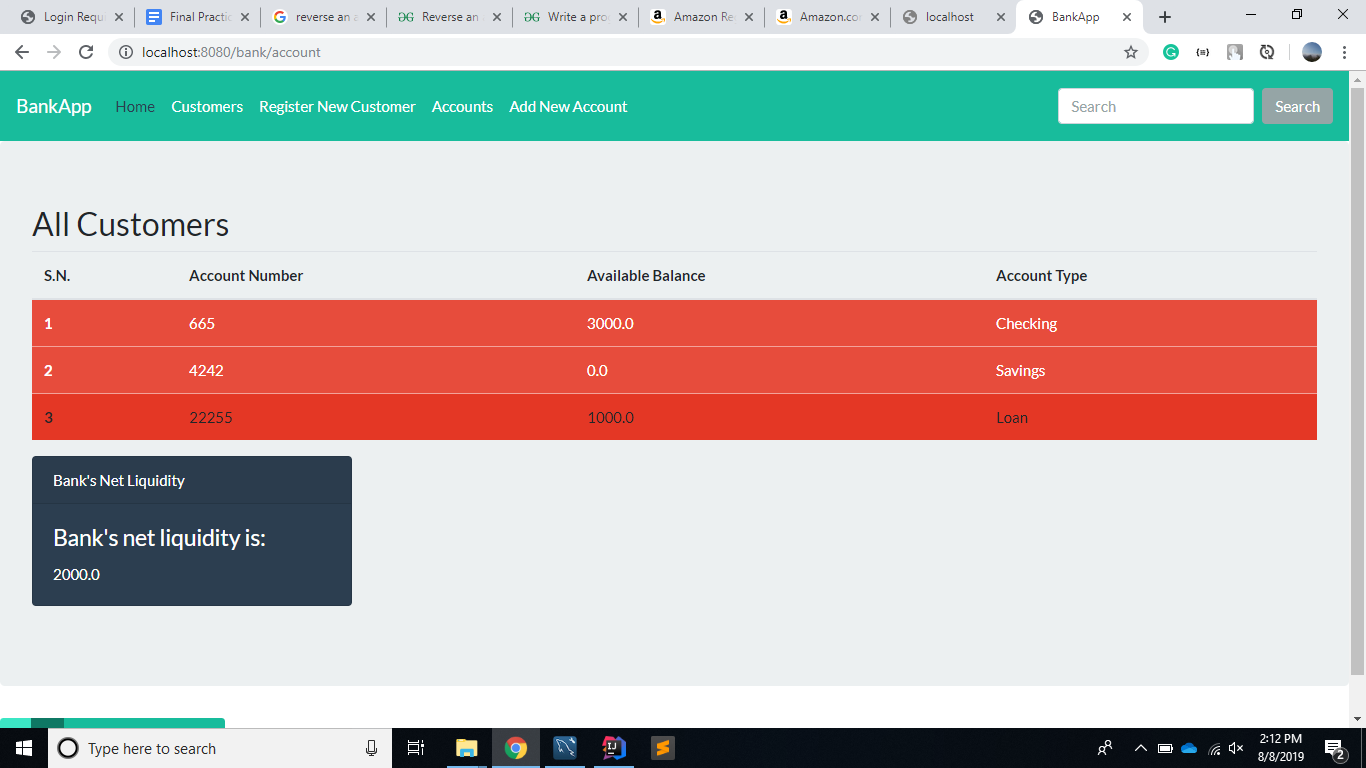 Login Requ Final Practic reverse an a Reverse an Write a pro Amazon Re Amazon.co localhost BankApp
localhost:8080/bank/account
BankApp Home Customers Register New Customer Accounts Add New Account Search Search
All Customers
S.N. Account Number Available Balance Account Type
1 665 3000.0 Checking
2 4242 0.0 Savings
3 22255 1000.0 Loan
Bank's Net Liquidity
Bank's net liquidity is:
2000.0
Type here to search
2:12 PM
8/8/2019
2